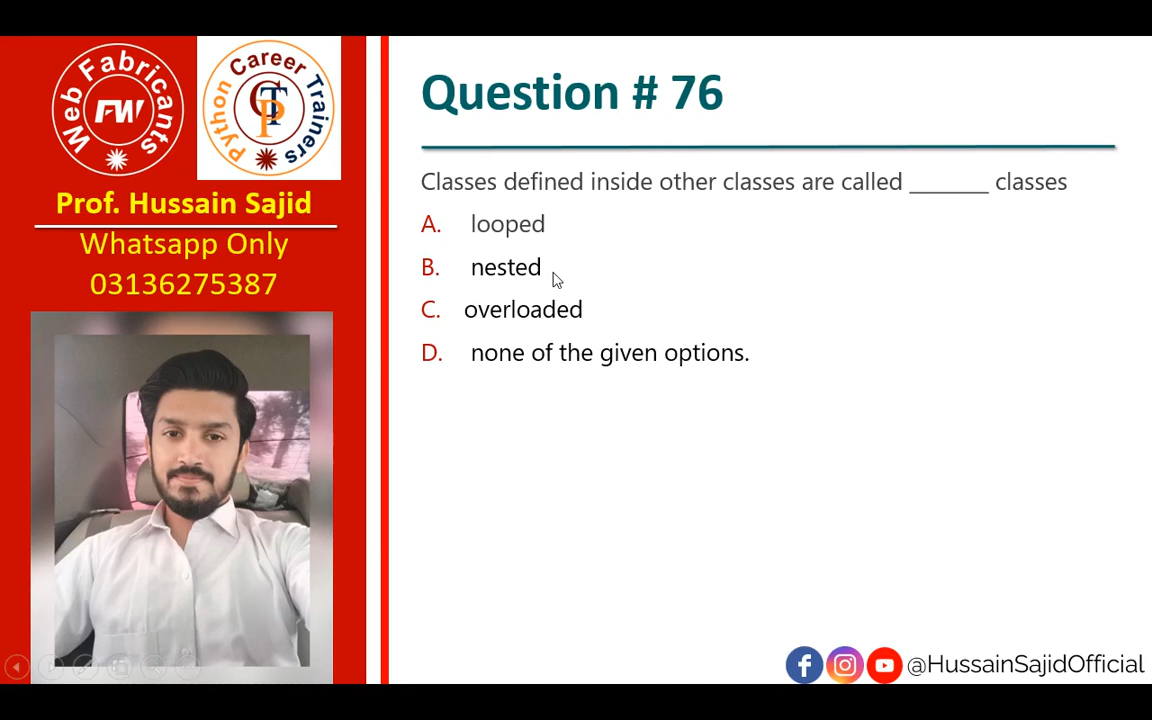 Web Fabricants
FW
Python Career Trainers
CTP
Prof. Hussain Sajid
Whatsapp Only
03136275387
Question # 76
Classes defined inside other classes are called _______ classes
A. looped
B. nested
C. overloaded
D. none of the given options.
@HussainSajidOfficial